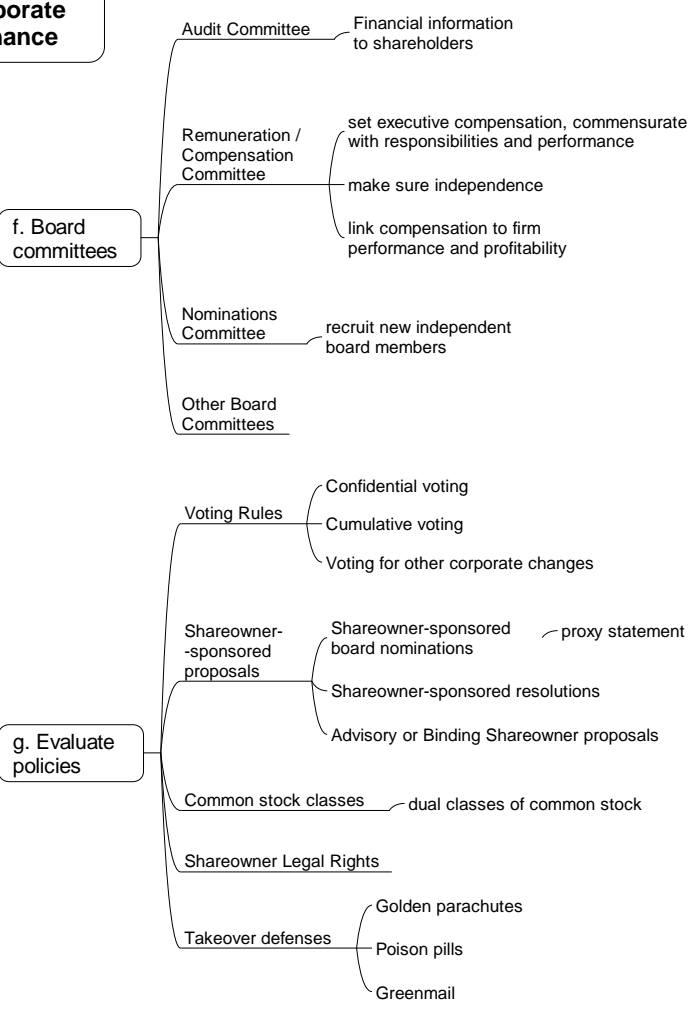 Audit Committee
Financial information
to shareholders
Remuneration /
Compensation
Committee
set executive compensation, commensurate
with responsibilities and performance
make sure independence
link compensation to firm
performance and profitability
f. Board
committees
Nominations
Committee
recruit new independent
board members
Other Board
Committees
Voting Rules
Confidential voting
Cumulative voting
Voting for other corporate changes
Shareowner-
-sponsored
proposals
Shareowner-sponsored
board nominations
proxy statement
Shareowner-sponsored resolutions
Advisory or Binding Shareowner proposals
g. Evaluate
policies
Common stock classes
dual classes of common stock
Shareowner Legal Rights
Takeover defenses
Golden parachutes
Poison pills
Greenmail